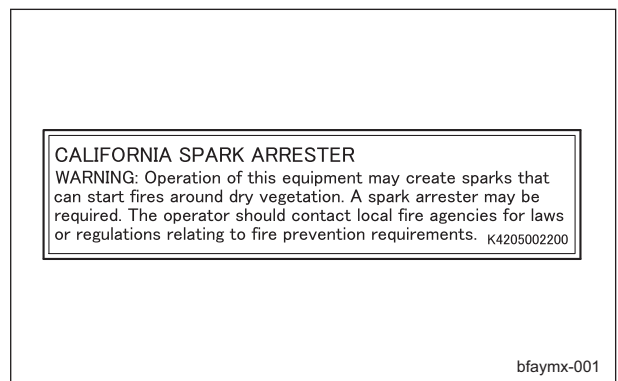 CALIFORNIA SPARK ARRESTER
WARNING: Operation of this equipment may create sparks that
can start fires around dry vegetation. A spark arrester may be
required. The operator should contact local fire agencies for laws
or regulations relating to fire prevention requirements. K4205002200
bfaymx-001